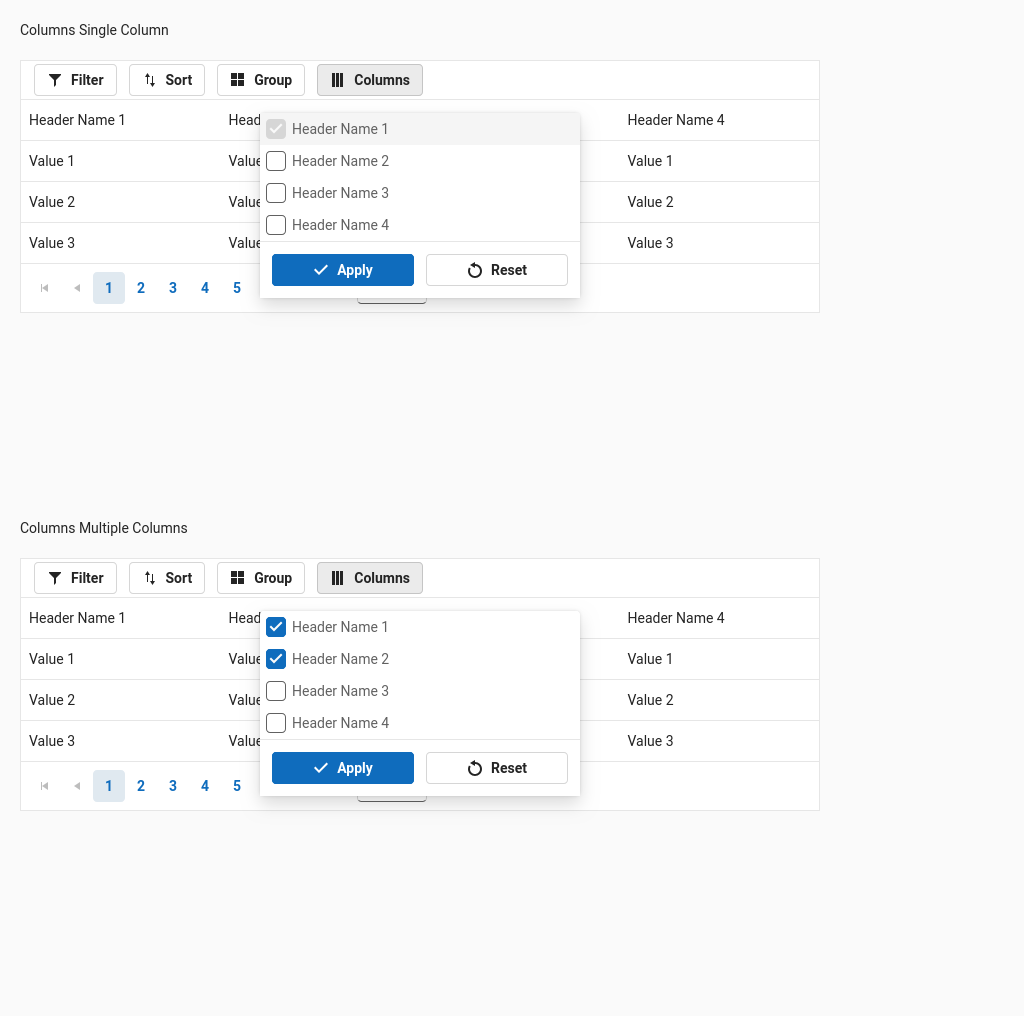 Columns Single Column
Filter Sort Group Columns
Header Name 1 Head Header Name 4
Header Name 1
Header Name 2
Header Name 3
Header Name 4
Value 1 Value Value 1
Value 2 Value Value 2
Value 3 Value Value 3
Apply Reset
1 2 3 4 5
Columns Multiple Columns
Filter Sort Group Columns
Header Name 1 Head Header Name 4
Header Name 1
Header Name 2
Header Name 3
Header Name 4
Value 1 Value Value 1
Value 2 Value Value 2
Value 3 Value Value 3
Apply Reset
1 2 3 4 5